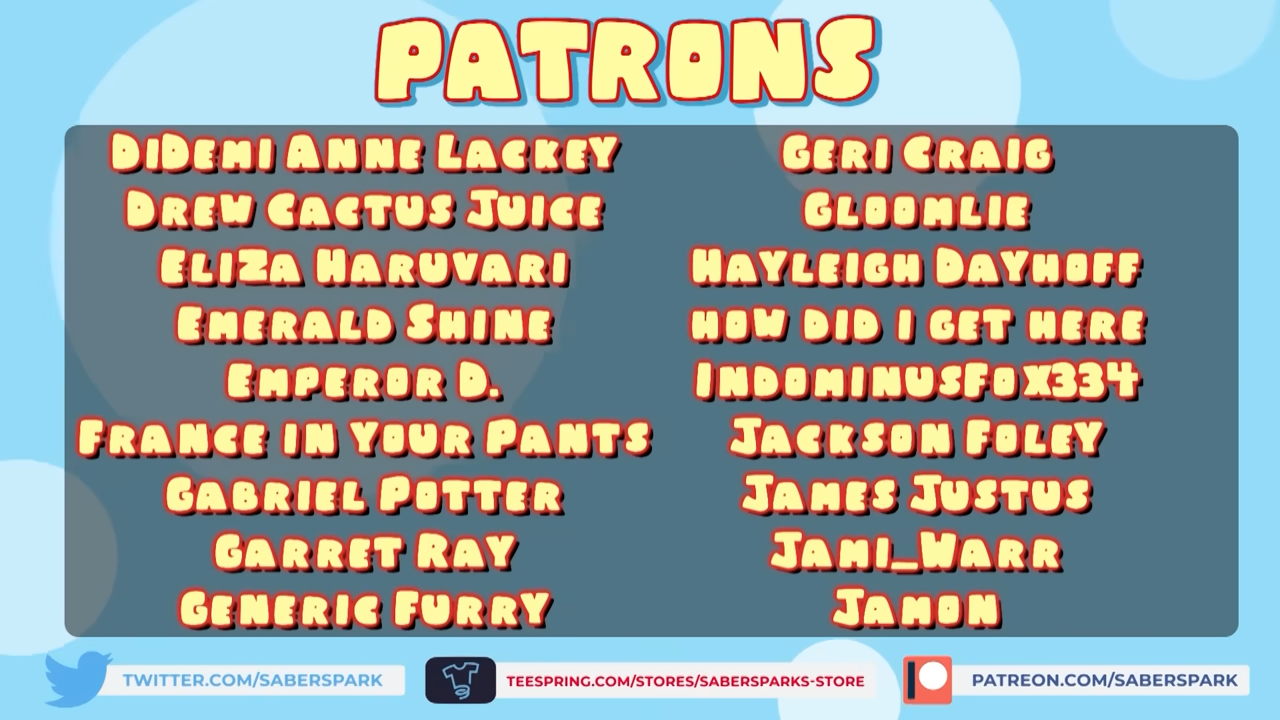 PATRONS
DiDemi Anne Lackey
Drew Cactus Juice
Eliza Haruvari
Emerald Shine
Emperor D.
France in your Pants
Gabriel Potter
Garret Ray
Generic Furry
Geri Craig
Gloomlie
Hayleigh Dayhoff
how did i get here
IndominusFox334
Jackson Foley
James Justus
Jami_Warr
Jamon
TWITTER.COM/SABERSPARK
TEESPRING.COM/STORES/SABERSPARKS-STORE
PATREON.COM/SABERSPARK